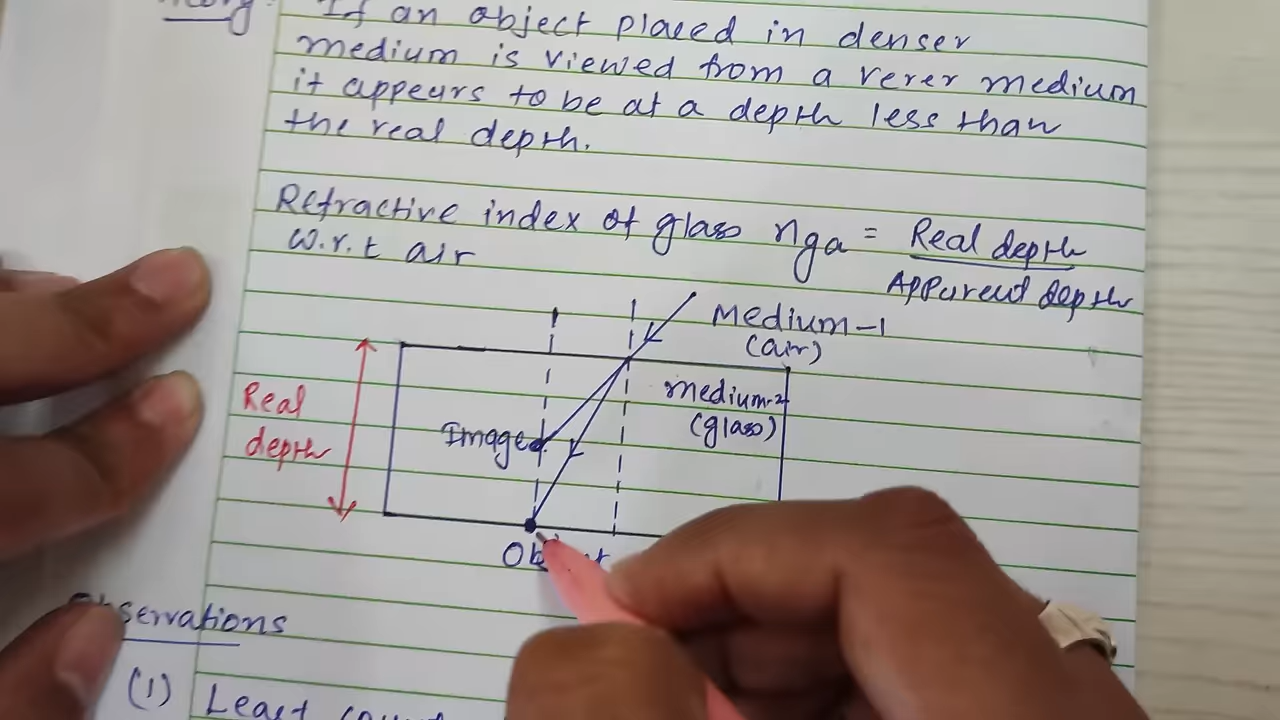 If an object placed in denser
medium is viewed from a rerer medium
it appears to be at a depth less than
the real depth.
Refractive index of glass nga = Real depth
w.r.t air
Apparent depth
Medium-1
(air)
Real
depth
medium-2
(glass)
Image
Observations
(1) Least